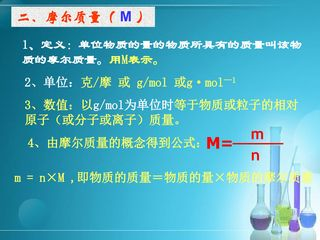 二、摩尔质量（ M ）
1、定义：单位物质的量的物质所具有的质量叫该物
质的摩尔质量。用M表示。
2、单位：克/摩 或 g/mol 或g·mol—1
3、数值：以g/mol为单位时等于物质或粒子的相对
原子（或分子或离子）质量。
4、由摩尔质量的概念得到公式：
M=
m
n
m = n×M ,即物质的质量＝物质的量×物质的摩尔质量